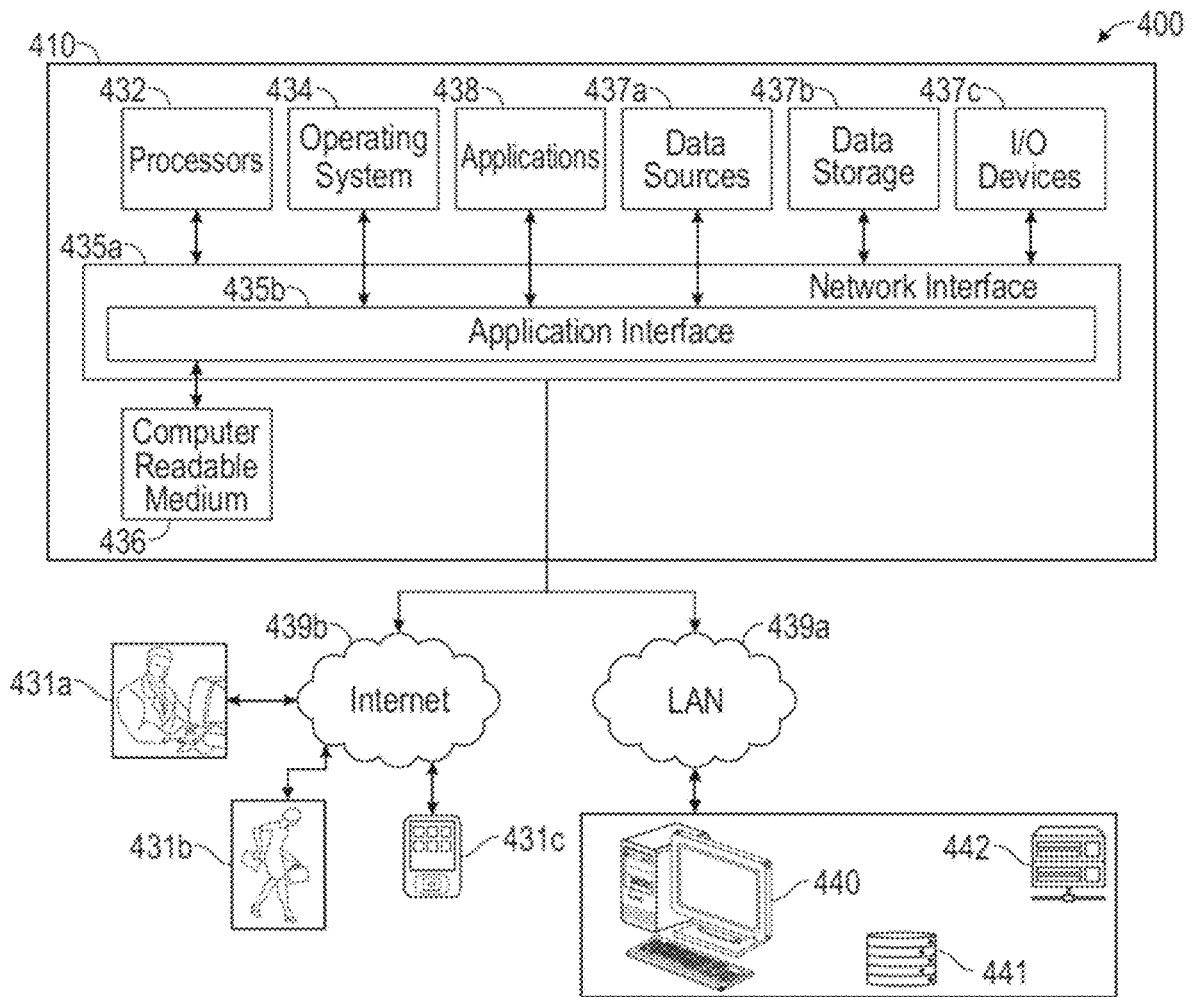 400
410
432
434
438
437a
437b
437c
Processors
Operating
System
Applications
Data
Sources
Data
Storage
I/O
Devices
435a
Network Interface
435b
Application Interface
Computer
Readable
Medium
436
439b
439a
431a
Internet
LAN
431b
431c
440
442
441